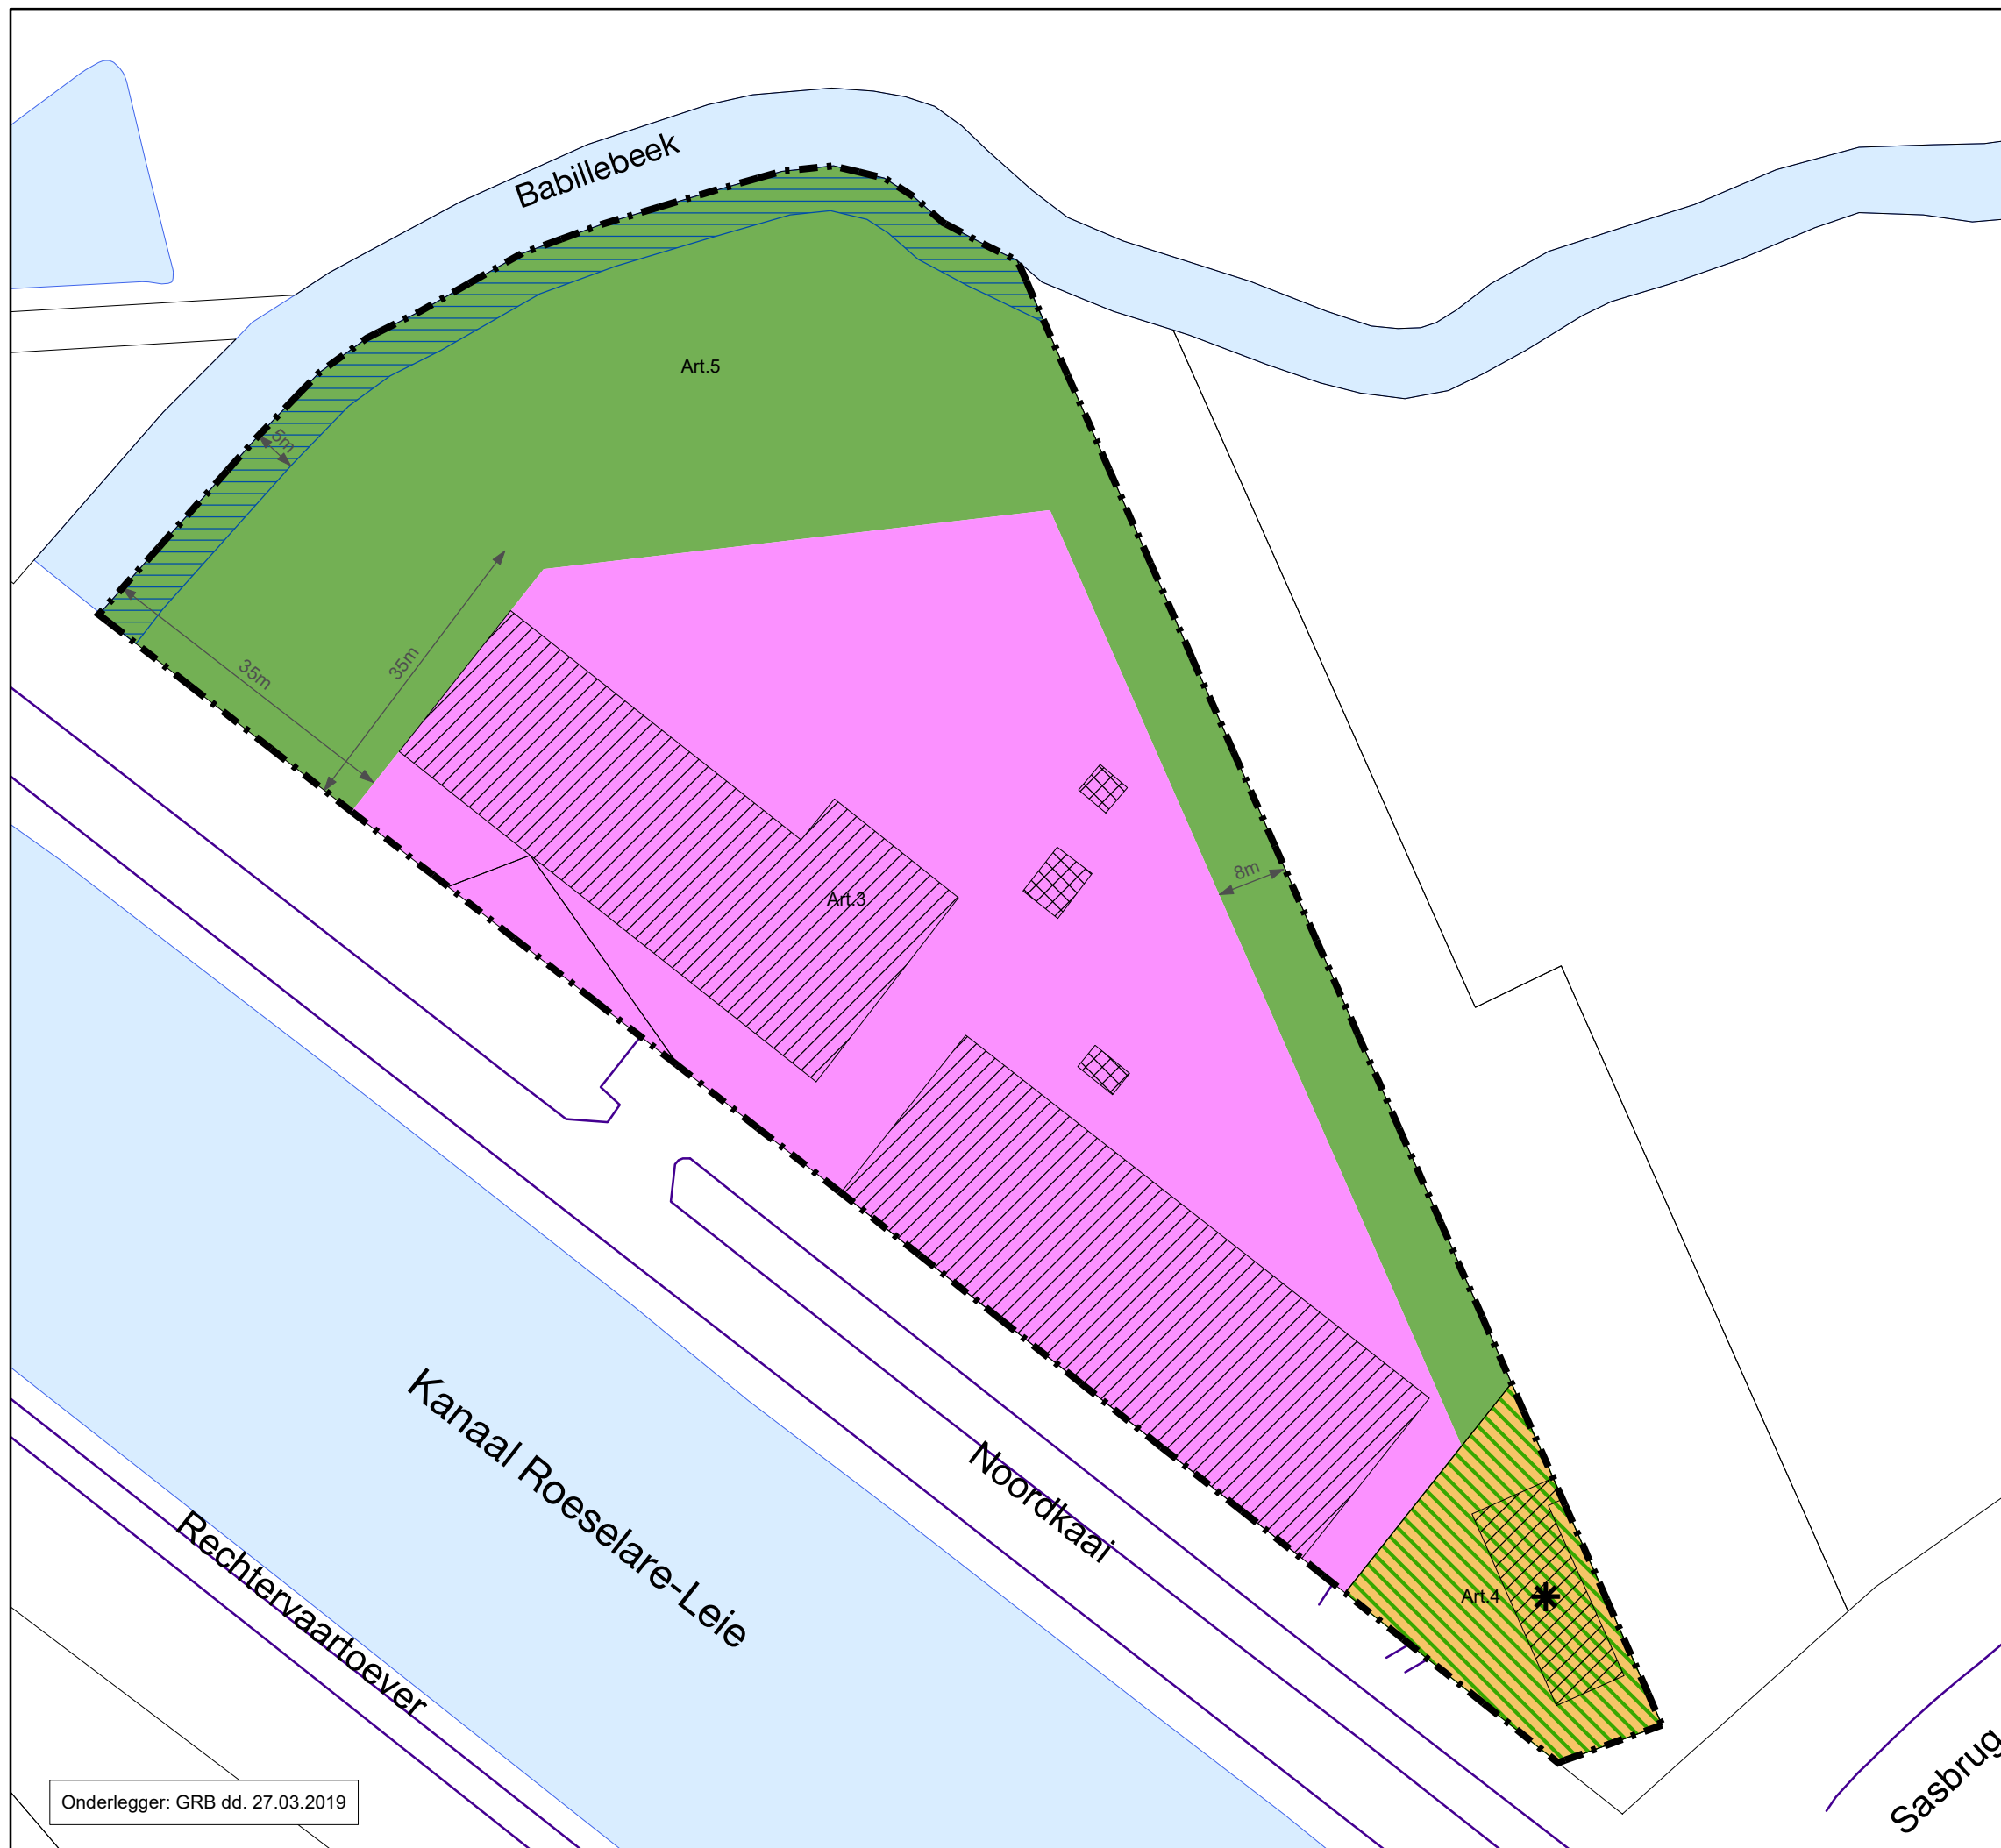 Babillebeek
Art.5
5m
35m
35m
8m
Art.3
Kanaal Roeselare-Leie
Noordkaai
Rechtervaartoever
Art.4
Sasbrug
Onderlegger: GRB dd. 27.03.2019